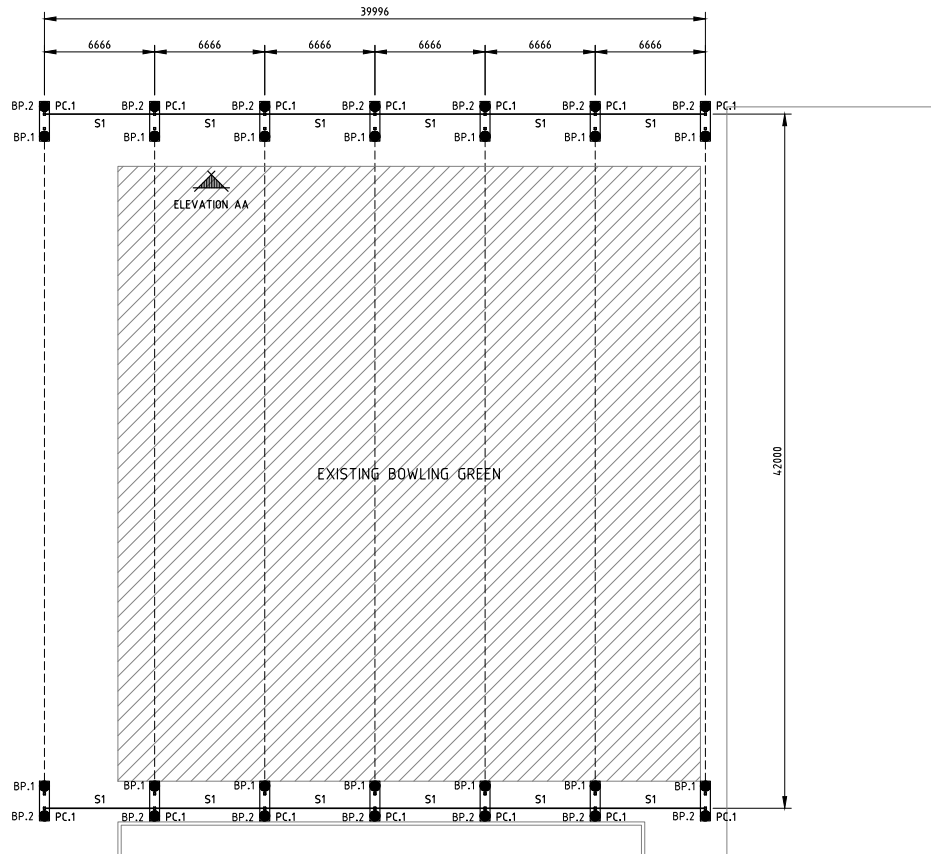 39996
6666 6666 6666 6666 6666 6666
BP.2 PC.1 BP.2 PC.1 BP.2 PC.1 BP.2 PC.1 BP.2 PC.1 BP.2 PC.1 BP.2 PC.1
S1 S1 S1 S1 S1 S1
BP.1 BP.1 BP.1 BP.1 BP.1 BP.1 BP.1
ELEVATION AA
EXISTING BOWLING GREEN
42000
BP.1 BP.1 BP.1 BP.1 BP.1 BP.1 BP.1
S1 S1 S1 S1 S1 S1
BP.2 PC.1 BP.2 PC.1 BP.2 PC.1 BP.2 PC.1 BP.2 PC.1 BP.2 PC.1 BP.2 PC.1